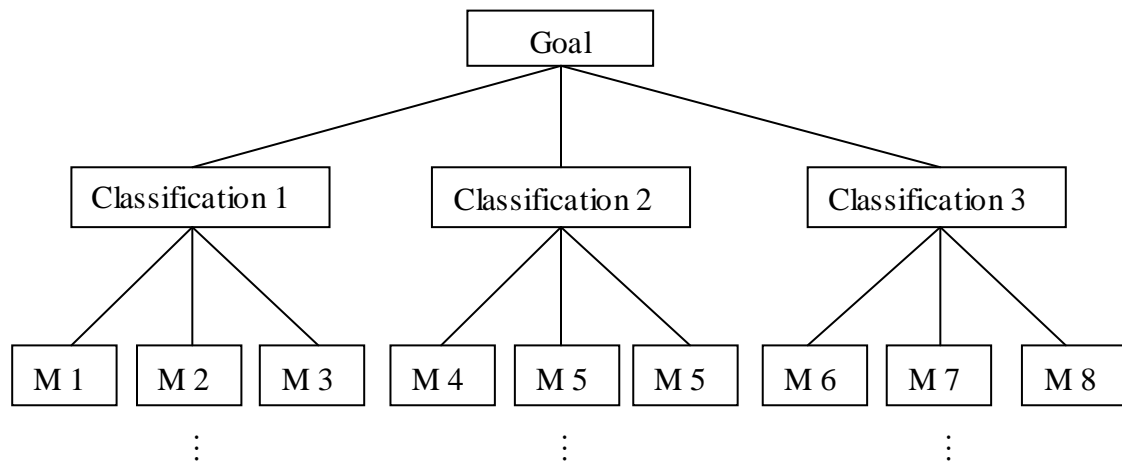 Goal
Classification 1 Classification 2 Classification 3
M 1 M 2 M 3 M 4 M 5 M 5 M 6 M 7 M 8
⋮ ⋮ ⋮